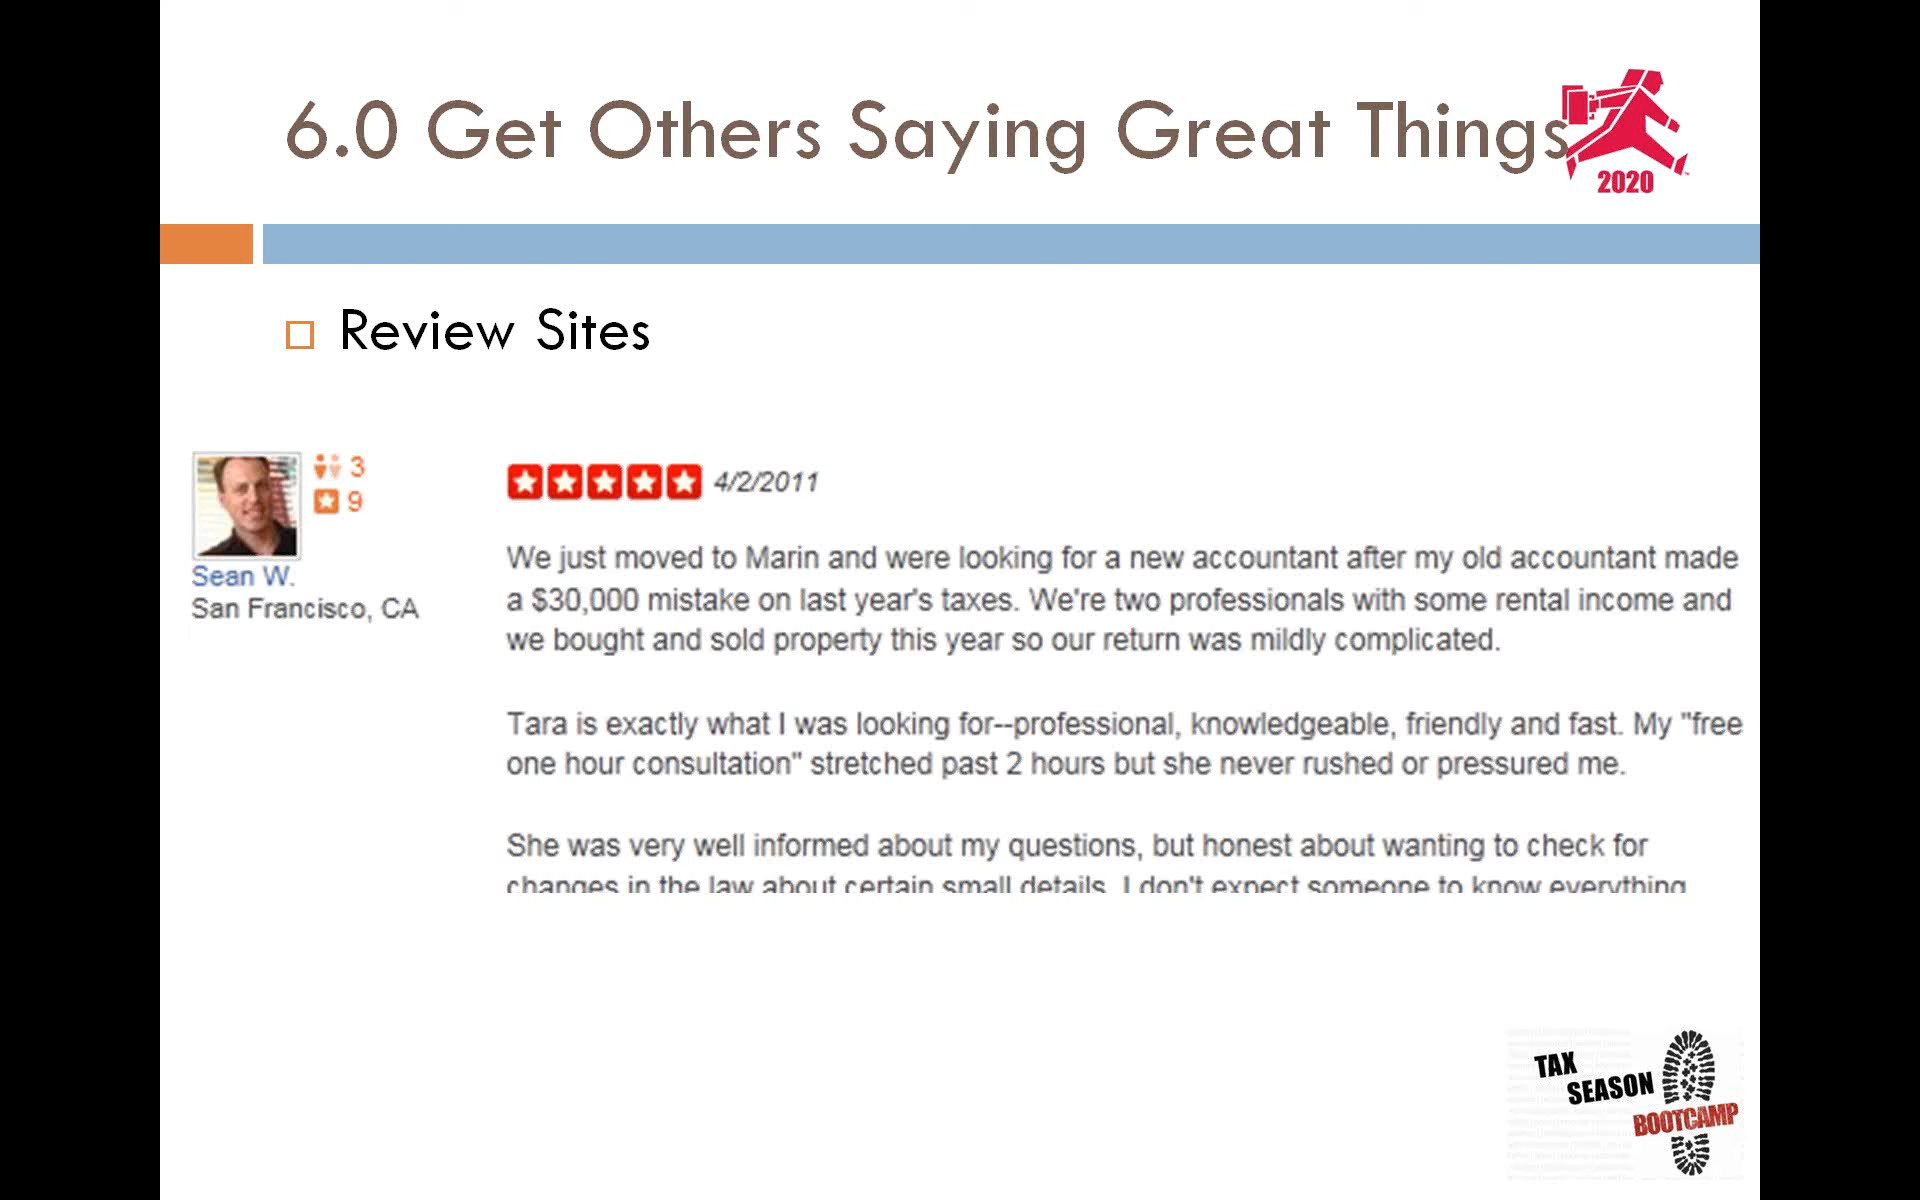 6.0 Get Others Saying Great Things
2020
Review Sites
3
9
Sean W.
San Francisco, CA
4/2/2011
We just moved to Marin and were looking for a new accountant after my old accountant made
a $30,000 mistake on last year's taxes. We're two professionals with some rental income and
we bought and sold property this year so our return was mildly complicated.
Tara is exactly what I was looking for--professional, knowledgeable, friendly and fast. My "free
one hour consultation" stretched past 2 hours but she never rushed or pressured me.
She was very well informed about my questions, but honest about wanting to check for
changes in the law about certain small details. I don't expect someone to know everything
TAX
SEASON
BOOTCAMP